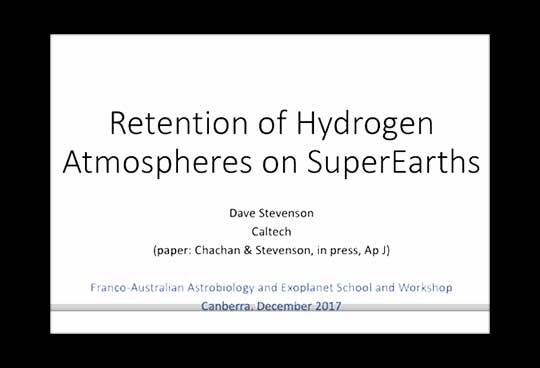 Retention of Hydrogen
Atmospheres on SuperEarths
Dave Stevenson
Caltech
(paper: Chachan & Stevenson, in press, Ap J)
Franco-Australian Astrobiology and Exoplanet School and Workshop
Canberra, December 2017